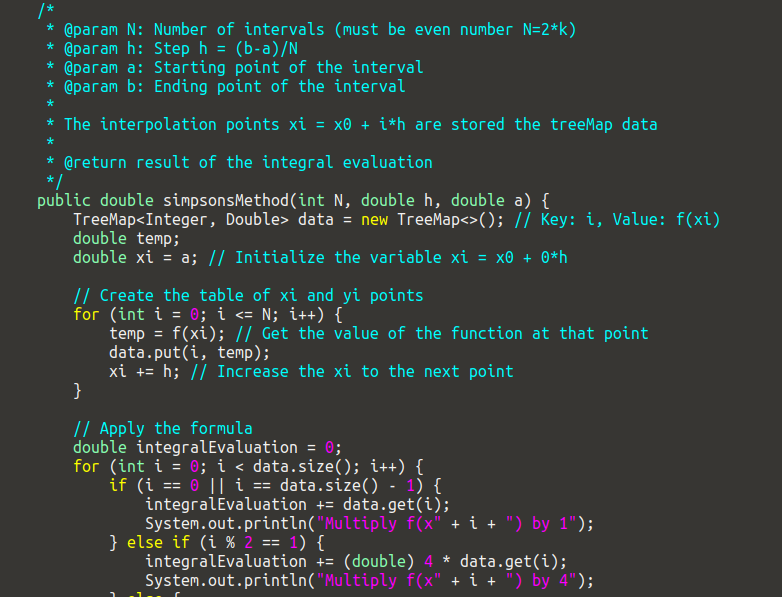 /*
 * @param N: Number of intervals (must be even number N=2*k)
 * @param h: Step h = (b-a)/N
 * @param a: Starting point of the interval
 * @param b: Ending point of the interval
 *
 * The interpolation points xi = x0 + i*h are stored the treeMap data
 *
 * @return result of the integral evaluation
 */
public double simpsonsMethod(int N, double h, double a) {
    TreeMap<Integer, Double> data = new TreeMap<>(); // Key: i, Value: f(xi)
    double temp;
    double xi = a; // Initialize the variable xi = x0 + 0*h

    // Create the table of xi and yi points
    for (int i = 0; i <= N; i++) {
        temp = f(xi); // Get the value of the function at that point
        data.put(i, temp);
        xi += h; // Increase the xi to the next point
    }

    // Apply the formula
    double integralEvaluation = 0;
    for (int i = 0; i < data.size(); i++) {
        if (i == 0 || i == data.size() - 1) {
            integralEvaluation += data.get(i);
            System.out.println("Multiply f(x" + i + ") by 1");
        } else if (i % 2 == 1) {
            integralEvaluation += (double) 4 * data.get(i);
            System.out.println("Multiply f(x" + i + ") by 4");
        } else {